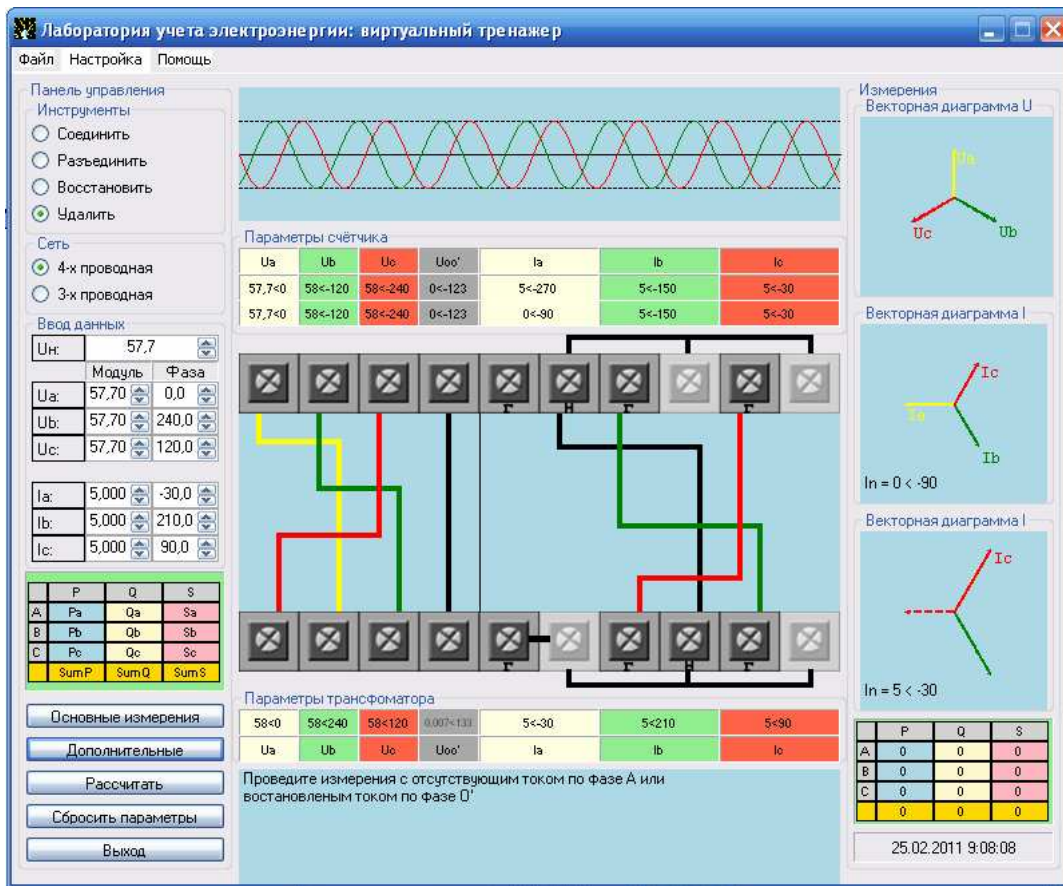 Лаборатория учета электроэнергии: виртуальный тренажер
Файл Настройка Помощь
Панель управления
Инструменты
Соединить
Разъединить
Восстановить
Удалить
Сеть
4-х проводная
3-х проводная
Ввод данных
Uн: 57,7
Модуль Фаза
Ua: 57,70 0,0
Ub: 57,70 240,0
Uc: 57,70 120,0
Ia: 5,000 -30,0
Ib: 5,000 210,0
Ic: 5,000 90,0
P Q S
A Pa Qa Sa
B Pb Qb Sb
C Pc Qc Sc
SumP SumQ SumS
Основные измерения
Дополнительные
Рассчитать
Сбросить параметры
Выход
Параметры счётчика
Ua Ub Uc Uoo' Ia Ib Ic
57,7<0 58<-120 58<-240 0<-123 5<-270 5<-150 5<-30
57,7<0 58<-120 58<-240 0<-123 0<-90 5<-150 5<-30
Г Н Г Г
Г Г Н Г
Параметры трансфоматора
58<0 58<240 58<120 0.007<133 5<-30 5<210 5<90
Ua Ub Uc Uoo' Ia Ib Ic
Проведите измерения с отсутствующим током по фазе А или
востановленым током по фазе О'
Измерения
Векторная диаграмма U
Ua
Uc Ub
Векторная диаграмма I
Ic
Ia
Ib
In = 0 < -90
Векторная диаграмма I
Ic
In = 5 < -30
P Q S
A 0 0 0
B 0 0 0
C 0 0 0
0 0 0
25.02.2011 9:08:08